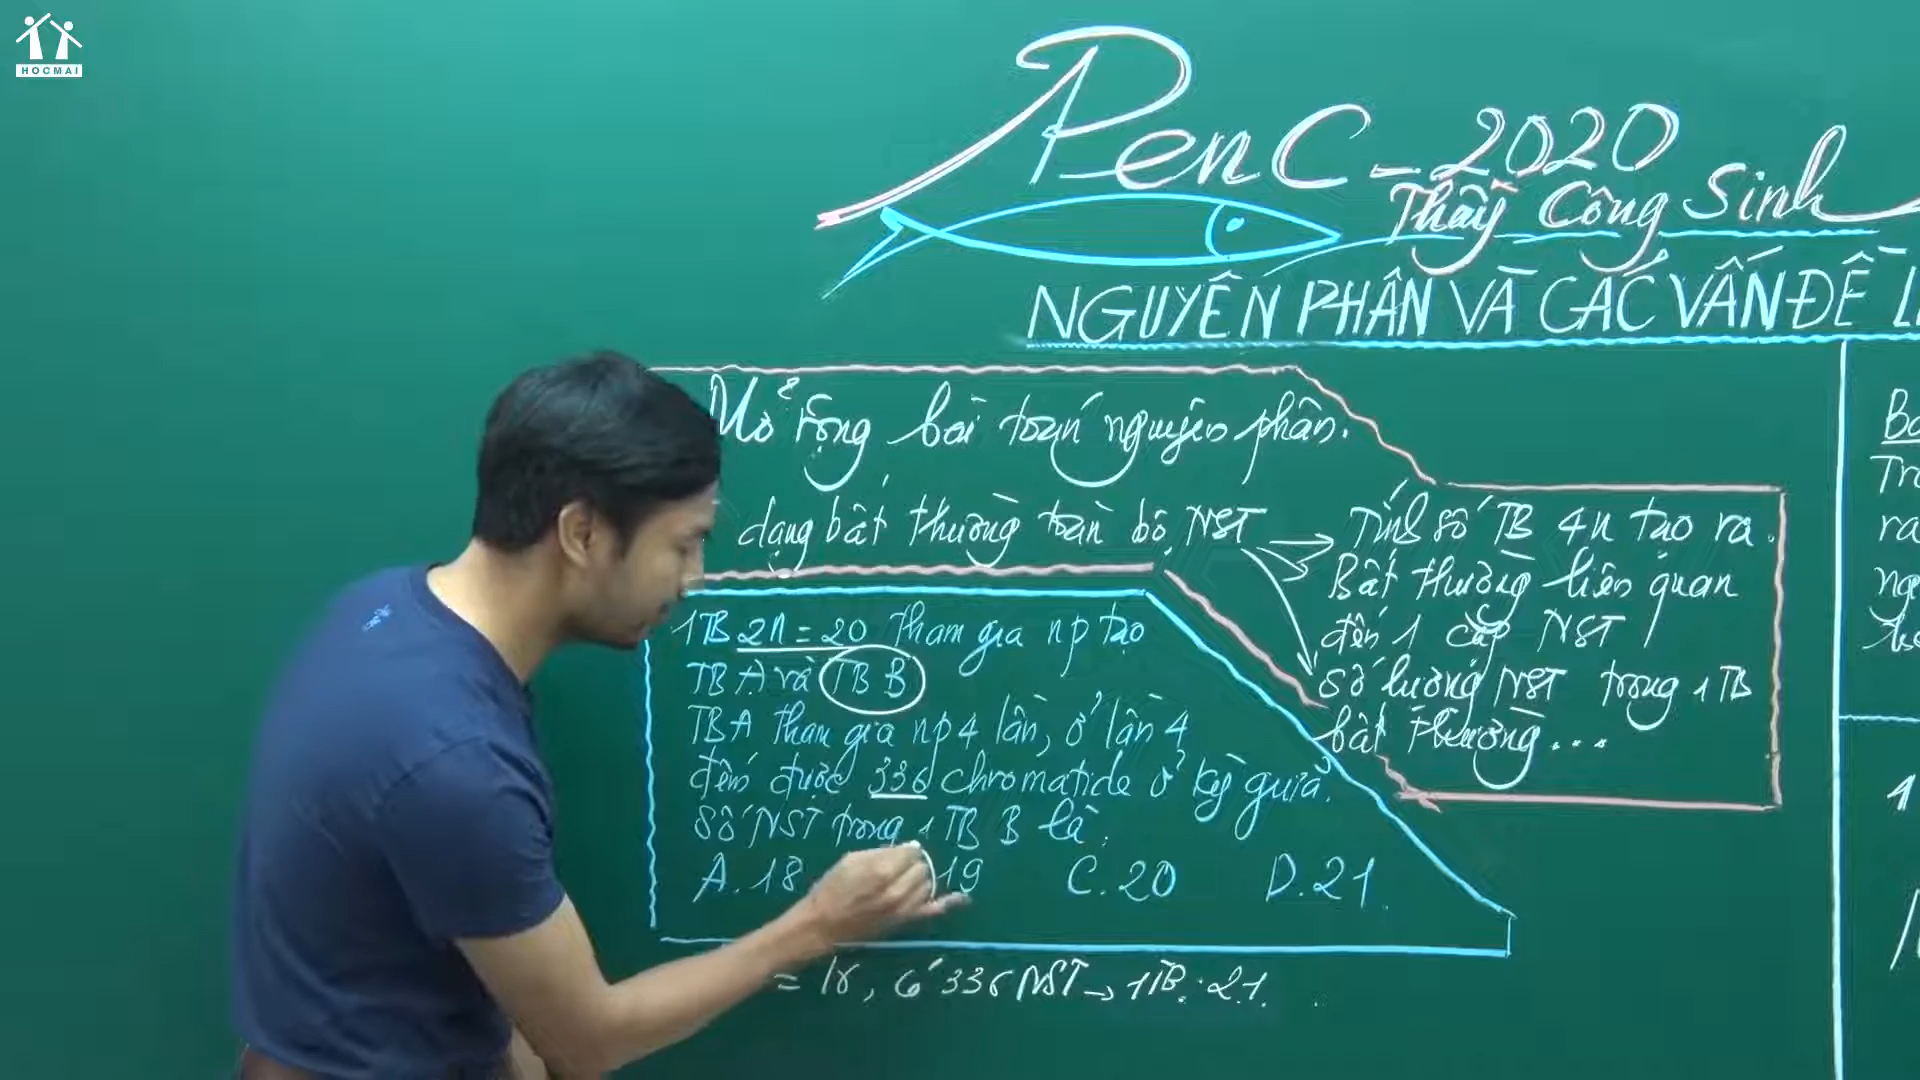 HOCMAI
PenC-2020
Thầy Công Sinh
NGUYÊN PHÂN VÀ CÁC VẤN ĐỀ L
Mở rộng bài toán nguyên phân.
dạng bất thường toàn bộ NST
Tính số TB 4n tạo ra.
Bất thường liên quan
đến 1 cặp NST
Số lượng NST trong 1 TB
bất thường...
1TB 2n = 20 tham gia np tạo
TB A và TB B
TB A tham gia np 4 lần, ở lần 4
đếm được 336 chromatide ở kỳ giữa.
Số NST trong 1 TB B là:
A. 18 19 C. 20 D. 21.
= 16, có 336 NST → 1TB: 21.
Tr
ra